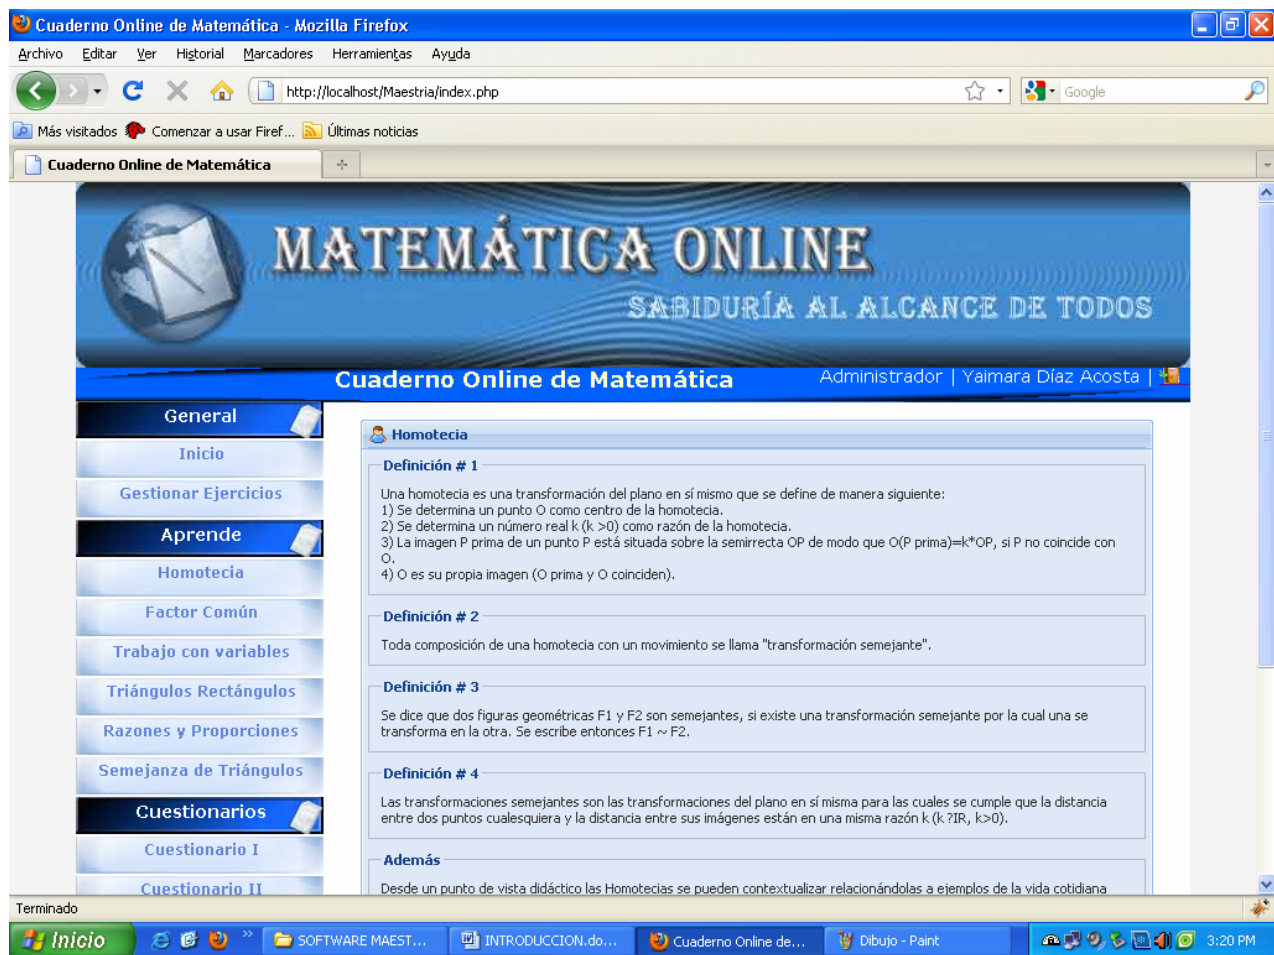 Cuaderno Online de Matemática - Mozilla Firefox
Archivo Editar Ver Historial Marcadores Herramientas Ayuda
http://localhost/Maestria/index.php
Google
Más visitados Comenzar a usar Firef... Últimas noticias
Cuaderno Online de Matemática
MATEMÁTICA ONLINE
SABIDURÍA AL ALCANCE DE TODOS
Cuaderno Online de Matemática
Administrador | Yaimara Díaz Acosta |
General
Inicio
Gestionar Ejercicios
Aprende
Homotecia
Factor Común
Trabajo con variables
Triángulos Rectángulos
Razones y Proporciones
Semejanza de Triángulos
Cuestionarios
Cuestionario I
Cuestionario II
Homotecia
Definición # 1
Una homotecia es una transformación del plano en sí mismo que se define de manera siguiente:
1) Se determina un punto O como centro de la homotecia.
2) Se determina un número real k (k >0) como razón de la homotecia.
3) La imagen P prima de un punto P está situada sobre la semirrecta OP de modo que O(P prima)=k*OP, si P no coincide con
O.
4) O es su propia imagen (O prima y O coinciden).
Definición # 2
Toda composición de una homotecia con un movimiento se llama "transformación semejante".
Definición # 3
Se dice que dos figuras geométricas F1 y F2 son semejantes, si existe una transformación semejante por la cual una se
transforma en la otra. Se escribe entonces F1 ~ F2.
Definición # 4
Las transformaciones semejantes son las transformaciones del plano en sí misma para las cuales se cumple que la distancia
entre dos puntos cualesquiera y la distancia entre sus imágenes están en una misma razón k (k ?IR, k>0).
Además
Desde un punto de vista didáctico las Homotecias se pueden contextualizar relacionándolas a ejemplos de la vida cotidiana
Terminado
Inicio
SOFTWARE MAEST...
INTRODUCCION.do...
Cuaderno Online de...
Dibujo - Paint
3:20 PM